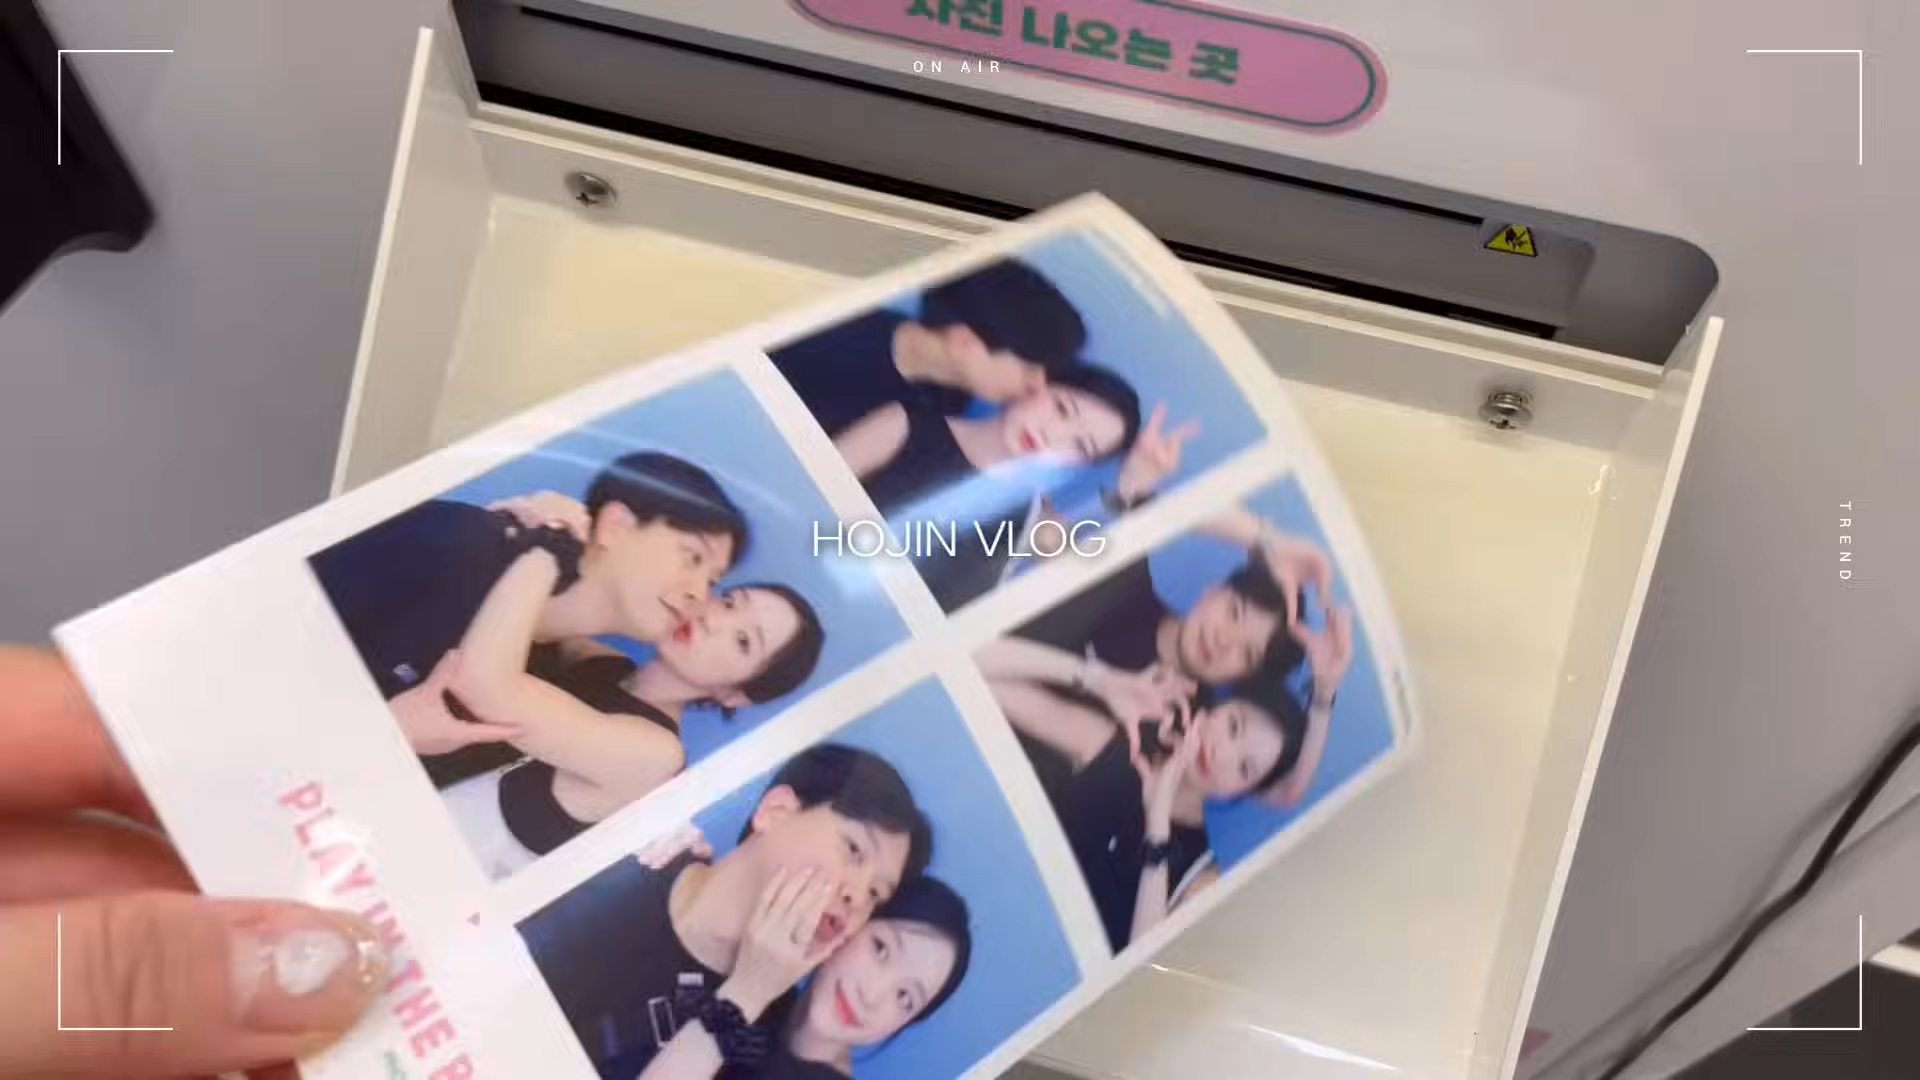 사진 나오는 곳
ON AIR
HOJIN VLOG
TREND
PLAY IN THE B